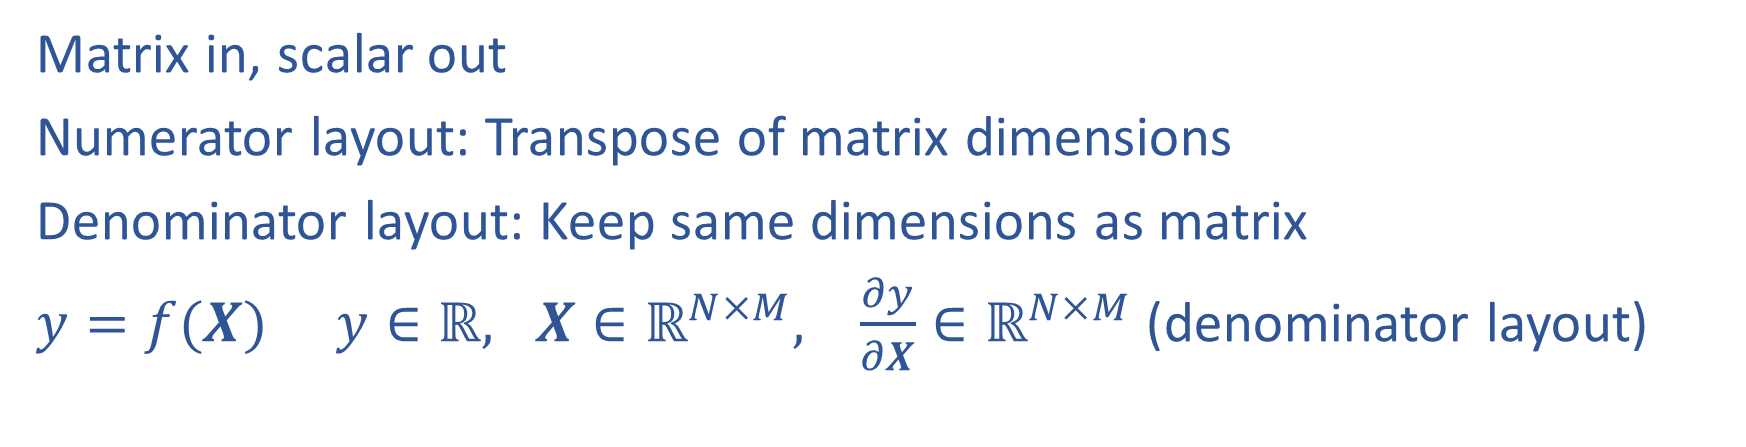 Matrix in, scalar out
Numerator layout: Transpose of matrix dimensions
Denominator layout: Keep same dimensions as matrix
y = f(X)   y ∈ ℝ,  X ∈ ℝ^{N×M},  ∂y/∂X ∈ ℝ^{N×M} (denominator layout)